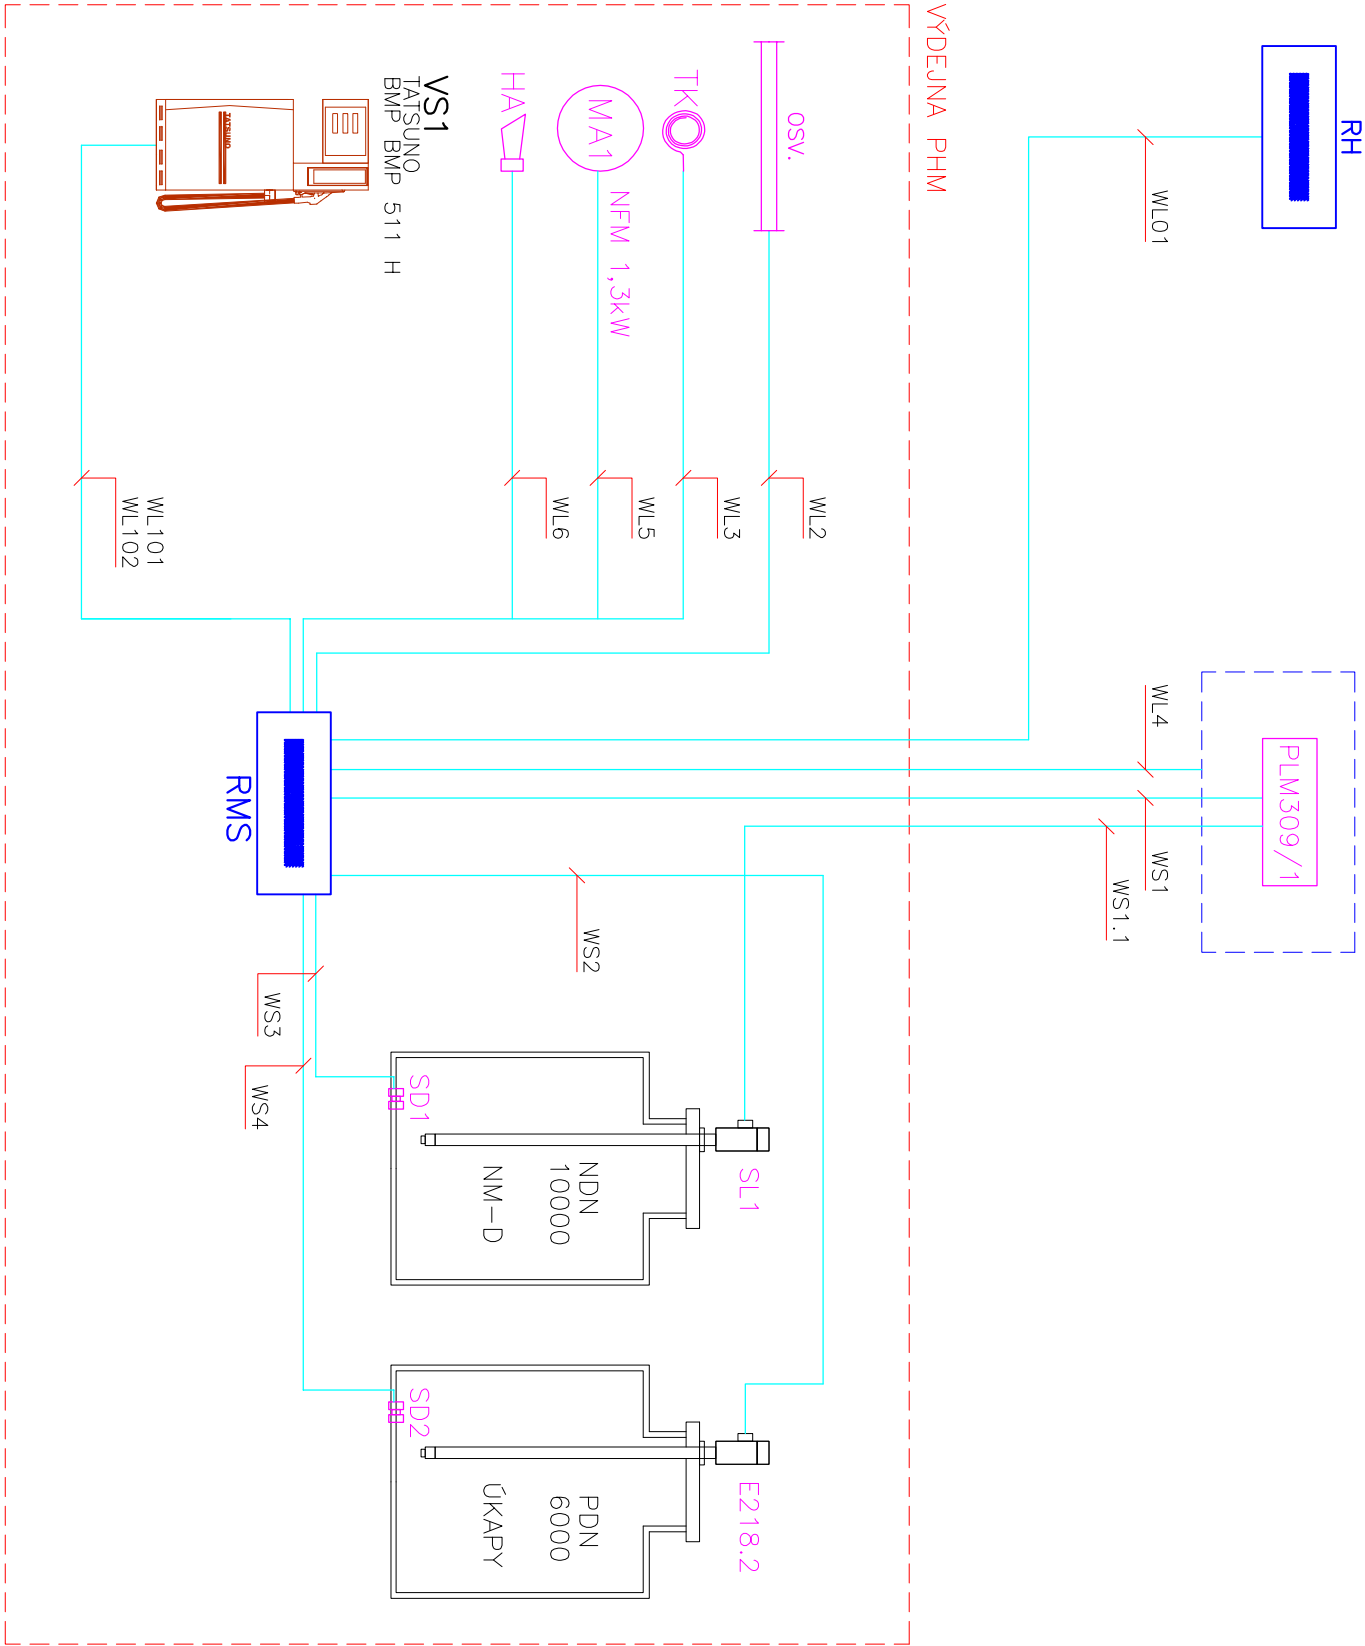 RH
VÝDEJNA PHM
WL01
OSV.
TK
MA1
NFM 1,3kW
HA
VS1
TATSUNO
BMP BMP 511 H
TATSUNO
WL2
WL3
WL5
WL6
WL101
WL102
PLM309/1
WL4
WS1
WS1.1
RMS
WS2
WS3
WS4
SL1
SD1
NDN
10000
NM-D
E218.2
SD2
PDN
6000
ÚKAPY